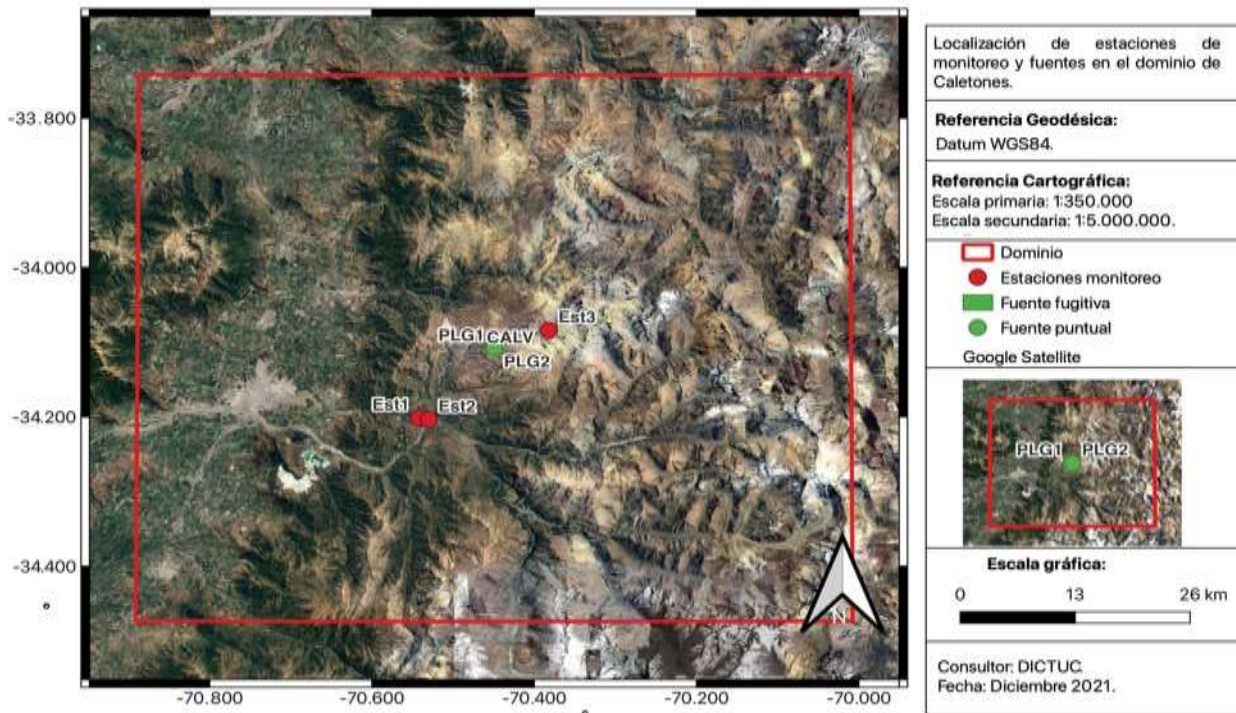 -33.800
-34.000
-34.200
-34.400
-70.800
-70.600
-70.400
-70.200
-70.000
Est3
PLG1
CALV
PLG2
Est1
Est2
N
Localización de estaciones de
monitoreo y fuentes en el dominio de
Caletones.
Referencia Geodésica:
Datum WGS84.
Referencia Cartográfica:
Escala primaria: 1:350.000
Escala secundaria: 1:5.000.000.
Dominio
Estaciones monitoreo
Fuente fugitiva
Fuente puntual
Google Satellite
PLG1 PLG2
Escala gráfica:
0 13 26 km
Consultor: DICTUC.
Fecha: Diciembre 2021.